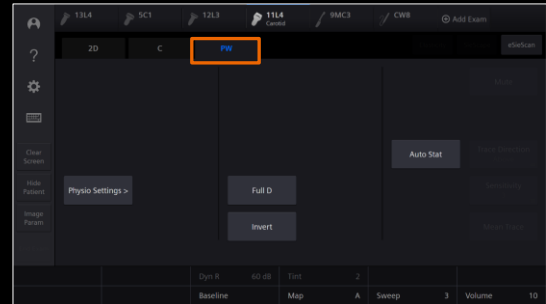 13L4
5C1
12L3
11L4
Carotid
9MC3
CW8
Add Exam
2D
C
PW
eSieScan
?
Clear
Screen
Hide
Patient
Image
Param
Physio Settings >
Full D
Invert
Auto Stat
Dyn R 60 dB Tint 2
Baseline Map A Sweep 3 Volume 10